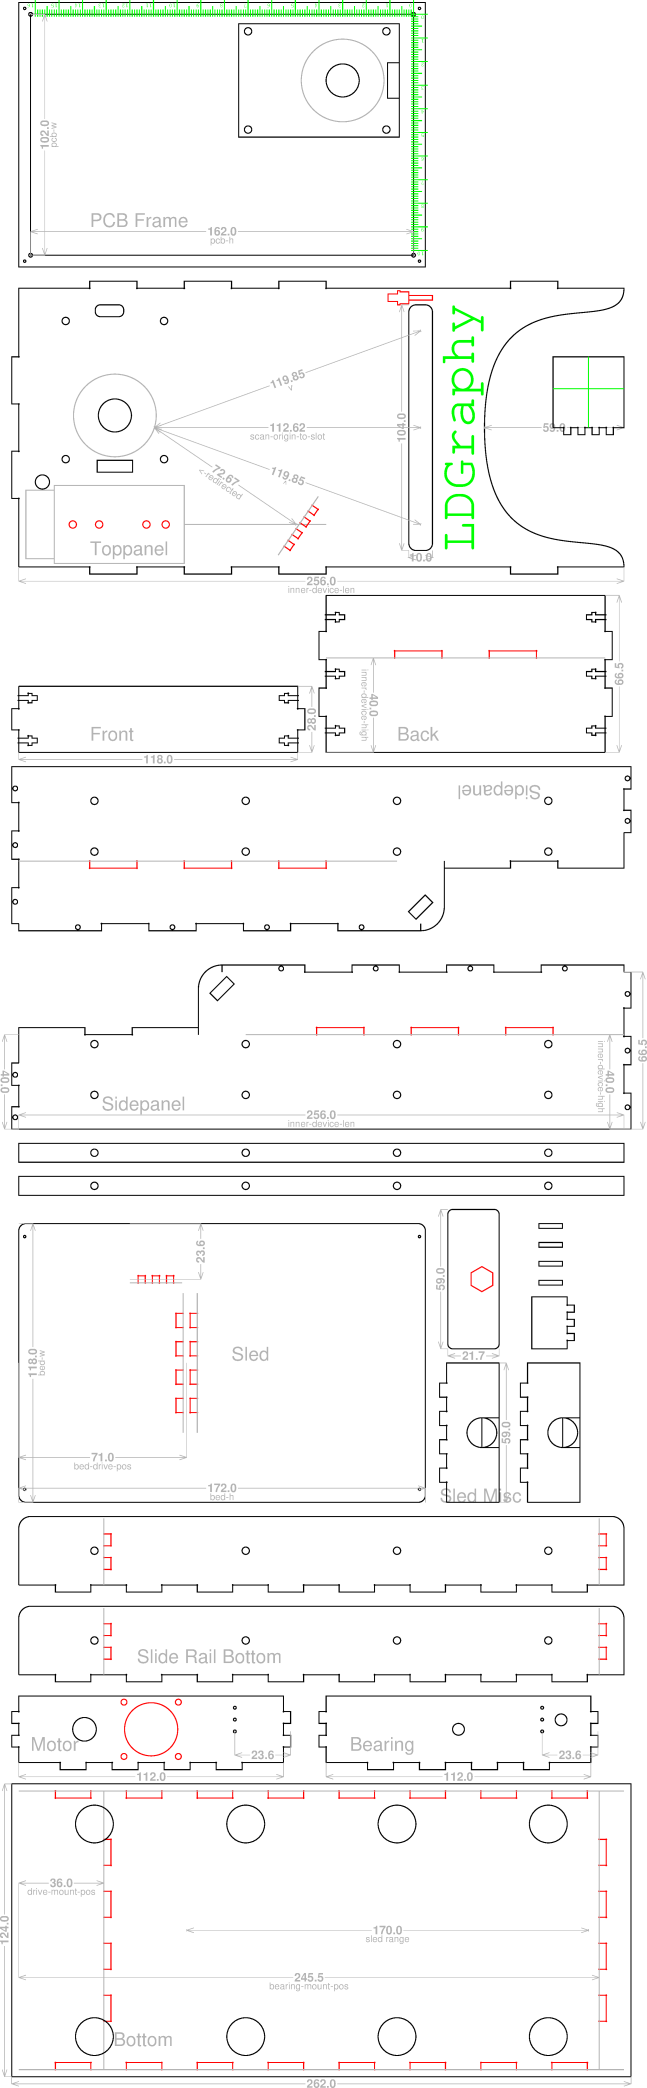 102.0
pcb-w
PCB Frame
162.0
pcb-h
119.85
112.62
scan-origin-to-slot
104.0
LDGraphy
59.0
72.67
<-redirected
119.85
Toppanel
10.0
256.0
inner-device-len
Front
28.0
118.0
Back
40.0
inner-device-high
66.5
Sidepanel
40.0
Sidepanel
256.0
inner-device-len
40.0
inner-device-high
66.5
23.6
118.0
bed-w
Sled
71.0
bed-drive-pos
172.0
bed-h
59.0
21.7
59.0
Sled Misc
Slide Rail Bottom
Motor
23.6
112.0
Bearing
23.6
112.0
124.0
36.0
drive-mount-pos
170.0
sled range
245.5
bearing-mount-pos
Bottom
262.0